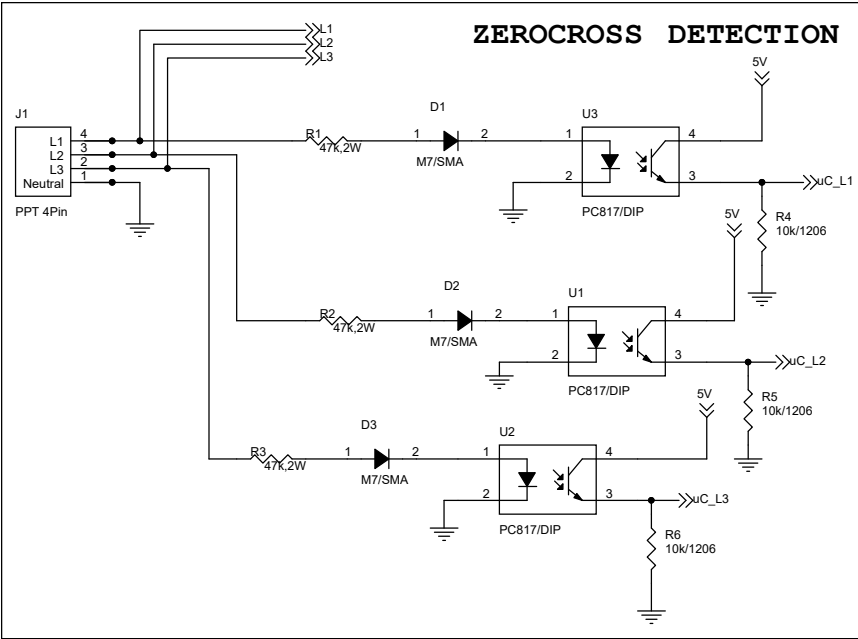 ZEROCROSS DETECTION
L1
L2
L3
5V
J1
L1 4
L2 3
L3 2
Neutral 1
PPT 4Pin
R1
47k,2W
D1
1 2
M7/SMA
U3
1 4
2 3
PC817/DIP
uC_L1
R4
10k/1206
5V
R2
47k,2W
D2
1 2
M7/SMA
U1
1 4
2 3
PC817/DIP
uC_L2
R5
10k/1206
5V
R3
47k,2W
D3
1 2
M7/SMA
U2
1 4
2 3
PC817/DIP
uC_L3
R6
10k/1206